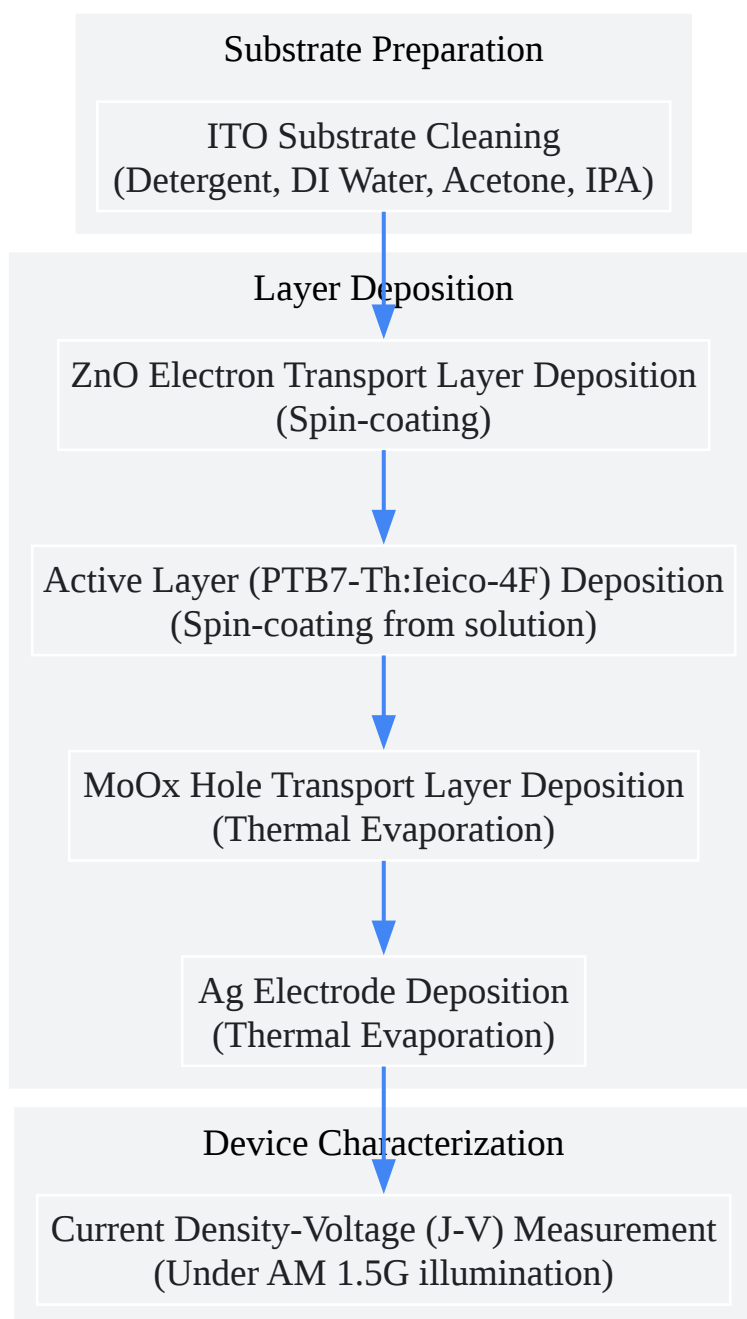 Substrate Preparation
ITO Substrate Cleaning
(Detergent, DI Water, Acetone, IPA)
Layer Deposition
ZnO Electron Transport Layer Deposition
(Spin-coating)
Active Layer (PTB7-Th:Ieico-4F) Deposition
(Spin-coating from solution)
MoOx Hole Transport Layer Deposition
(Thermal Evaporation)
Ag Electrode Deposition
(Thermal Evaporation)
Device Characterization
Current Density-Voltage (J-V) Measurement
(Under AM 1.5G illumination)